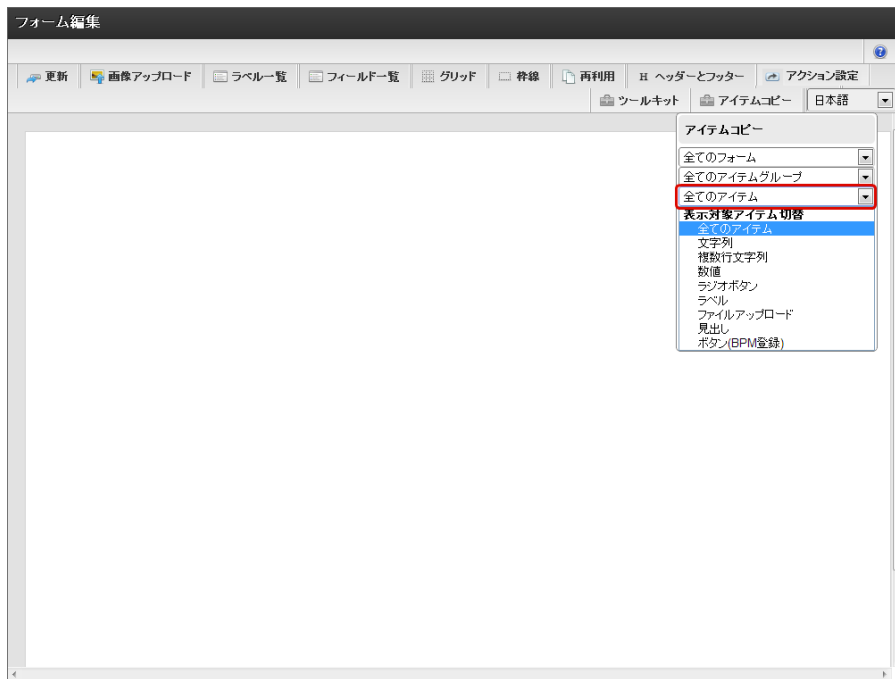 フォーム編集
更新 画像アップロード ラベル一覧 フィールド一覧 グリッド 枠線 再利用 H ヘッダーとフッター アクション設定
ツールキット アイテムコピー 日本語
アイテムコピー
全てのフォーム
全てのアイテムグループ
全てのアイテム
表示対象アイテム切替
全てのアイテム
文字列
複数行文字列
数値
ラジオボタン
ラベル
ファイルアップロード
見出し
ボタン(BPM登録)